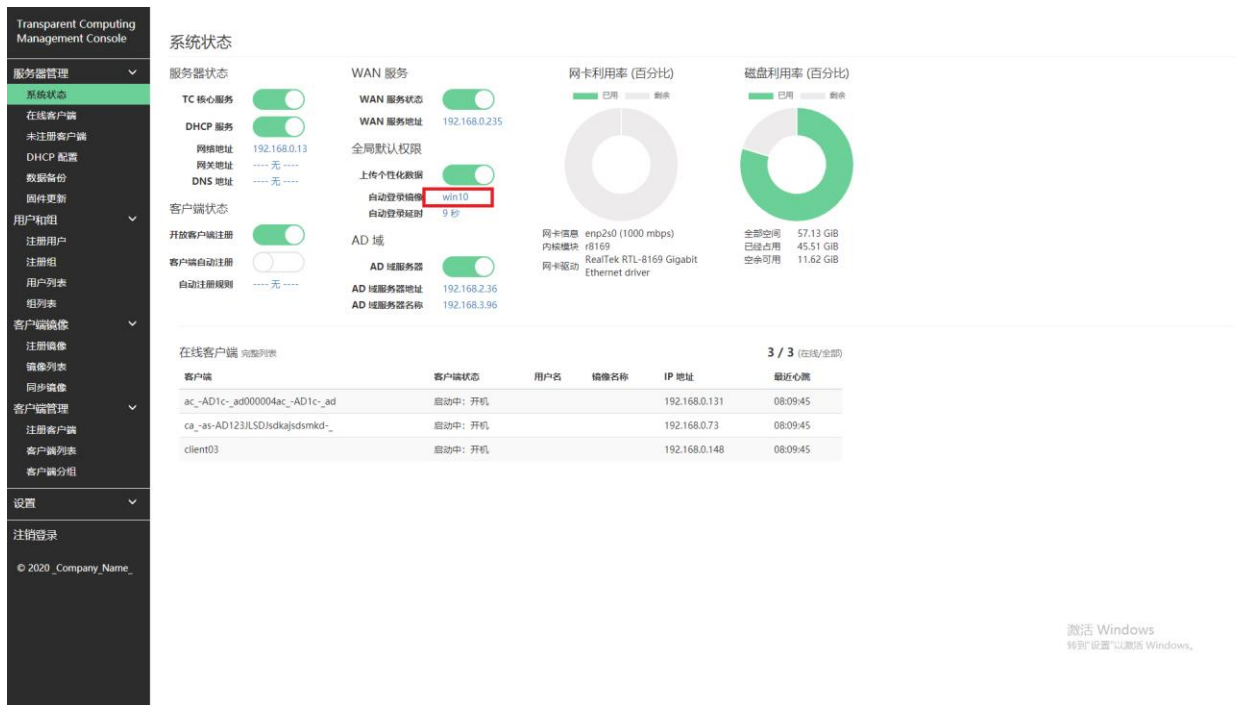 Transparent Computing
Management Console
服务器管理
系统状态
在线客户端
未注册客户端
DHCP 配置
数据备份
固件更新
用户和组
注册用户
注册组
用户列表
组列表
客户端镜像
注册镜像
镜像列表
同步镜像
客户端管理
注册客户端
客户端列表
客户端分组
设置
注销登录
© 2020 _Company_Name_
系统状态
服务器状态
TC 核心服务
DHCP 服务
网络地址 192.168.0.13
网关地址 ---- 无 ----
DNS 地址 ---- 无 ----
客户端状态
开放客户端注册
客户端自动注册
自动注册规则 ---- 无 ----
WAN 服务
WAN 服务状态
WAN 服务地址 192.168.0.235
全局默认权限
上传个性化数据
自动登录镜像 win10
自动登录延时 9 秒
AD 域
AD 域服务器
AD 域服务器地址 192.168.2.36
AD 域服务器名称 192.168.3.96
网卡利用率 (百分比)
已用 剩余
网卡信息 enp2s0 (1000 mbps)
内核模块 r8169
网卡驱动 RealTek RTL-8169 Gigabit
Ethernet driver
磁盘利用率 (百分比)
已用 剩余
全部空间 57.13 GiB
已经占用 45.51 GiB
空余可用 11.62 GiB
在线客户端 完整列表 3 / 3 (在线/全部)
客户端 客户端状态 用户名 镜像名称 IP 地址 最近心跳
ac_-AD1c-_ad000004ac_-AD1c-_ad 启动中：开机 192.168.0.131 08:09:45
ca_-as-AD123JLSDJsdkajsdsmkd-_ 启动中：开机 192.168.0.73 08:09:45
client03 启动中：开机 192.168.0.148 08:09:45
激活 Windows
转到"设置"以激活 Windows。